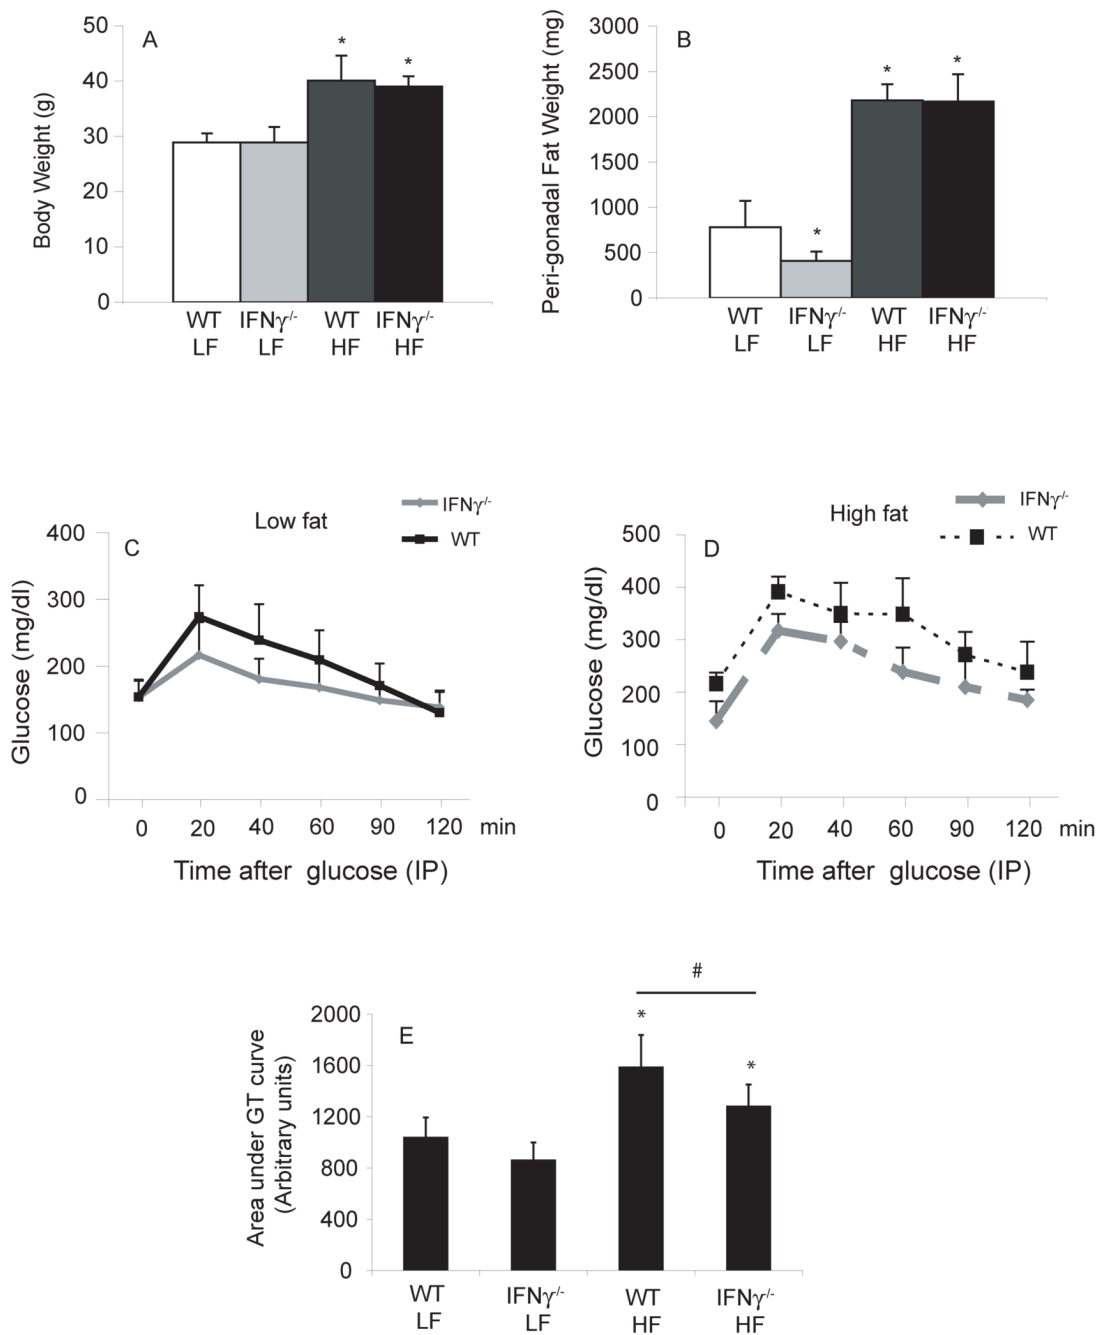 A
Body Weight (g)
50
40
30
20
10
0
*
*
WT IFNγ-/- WT IFNγ-/-
LF LF HF HF
B
Peri-gonadal Fat Weight (mg)
3000
2500
2000
1500
1000
500
0
*
*
*
WT IFNγ-/- WT IFNγ-/-
LF LF HF HF
C
Low fat
IFNγ-/-
WT
Glucose (mg/dl)
400
300
200
100
0
0 20 40 60 90 120 min
Time after glucose (IP)
D
High fat
IFNγ-/-
WT
Glucose (mg/dl)
500
400
300
200
100
0
0 20 40 60 90 120 min
Time after glucose (IP)
E
#
*
*
Area under GT curve
(Arbitrary units)
2000
1600
1200
800
400
0
WT IFNγ-/- WT IFNγ-/-
LF LF HF HF